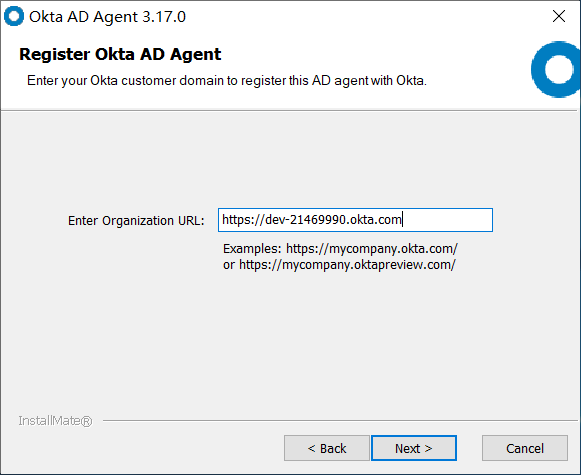 Okta AD Agent 3.17.0
Register Okta AD Agent
Enter your Okta customer domain to register this AD agent with Okta.
Enter Organization URL: https://dev-21469990.okta.com
Examples: https://mycompany.okta.com/
or https://mycompany.oktapreview.com/
InstallMate®
< Back Next > Cancel